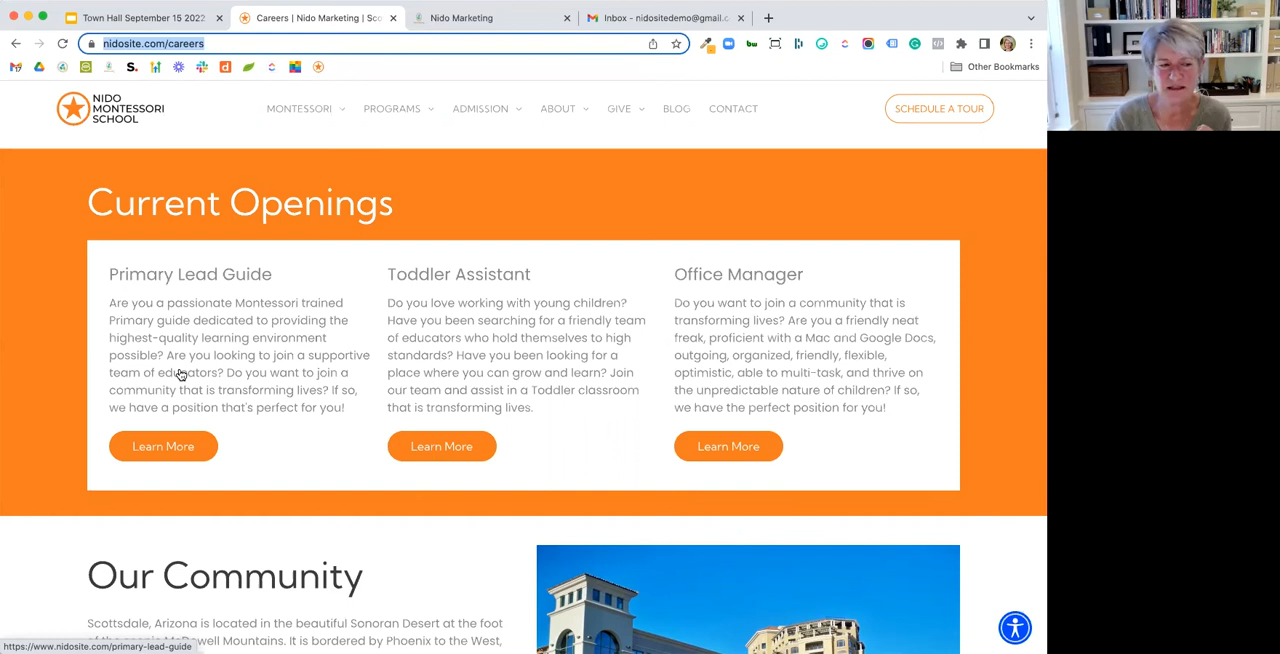 Town Hall September 15 2022
Careers | Nido Marketing | Sco
Nido Marketing
Inbox - nidositedemo@gmail.c
nidosite.com/careers
Other Bookmarks
NIDO
MONTESSORI
SCHOOL
MONTESSORI PROGRAMS ADMISSION ABOUT GIVE BLOG CONTACT
SCHEDULE A TOUR
Current Openings
Primary Lead Guide
Are you a passionate Montessori trained
Primary guide dedicated to providing the
highest-quality learning environment
possible? Are you looking to join a supportive
team of educators? Do you want to join a
community that is transforming lives? If so,
we have a position that's perfect for you!
Learn More
Toddler Assistant
Do you love working with young children?
Have you been searching for a friendly team
of educators who hold themselves to high
standards? Have you been looking for a
place where you can grow and learn? Join
our team and assist in a Toddler classroom
that is transforming lives.
Learn More
Office Manager
Do you want to join a community that is
transforming lives? Are you a friendly neat
freak, proficient with a Mac and Google Docs,
outgoing, organized, friendly, flexible,
optimistic, able to multi-task, and thrive on
the unpredictable nature of children? If so,
we have the perfect position for you!
Learn More
Our Community
Scottsdale, Arizona is located in the beautiful Sonoran Desert at the foot
McDowell Mountains. It is bordered by Phoenix to the West,
https://www.nidosite.com/primary-lead-guide